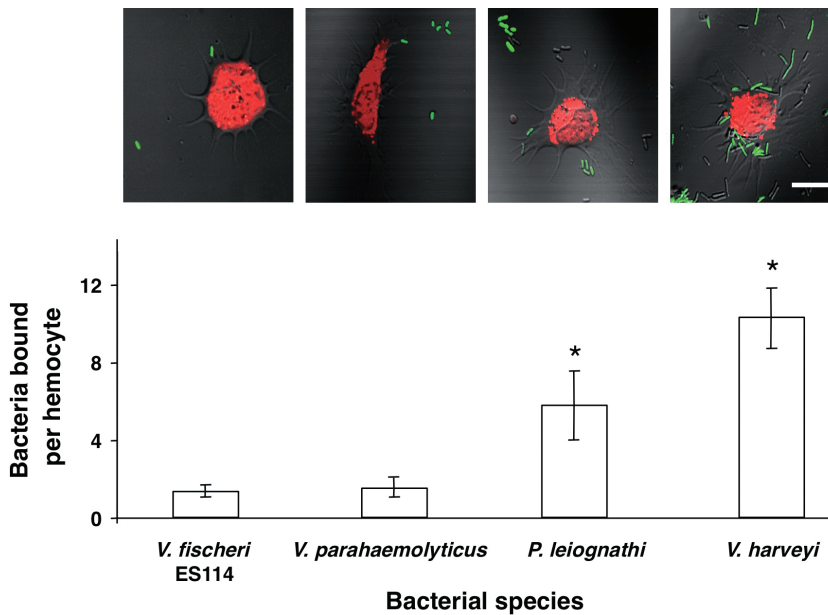 *
*
12
8
4
0
Bacteria bound
per hemocyte
V. fischeri
ES114
V. parahaemolyticus
P. leiognathi
V. harveyi
Bacterial species